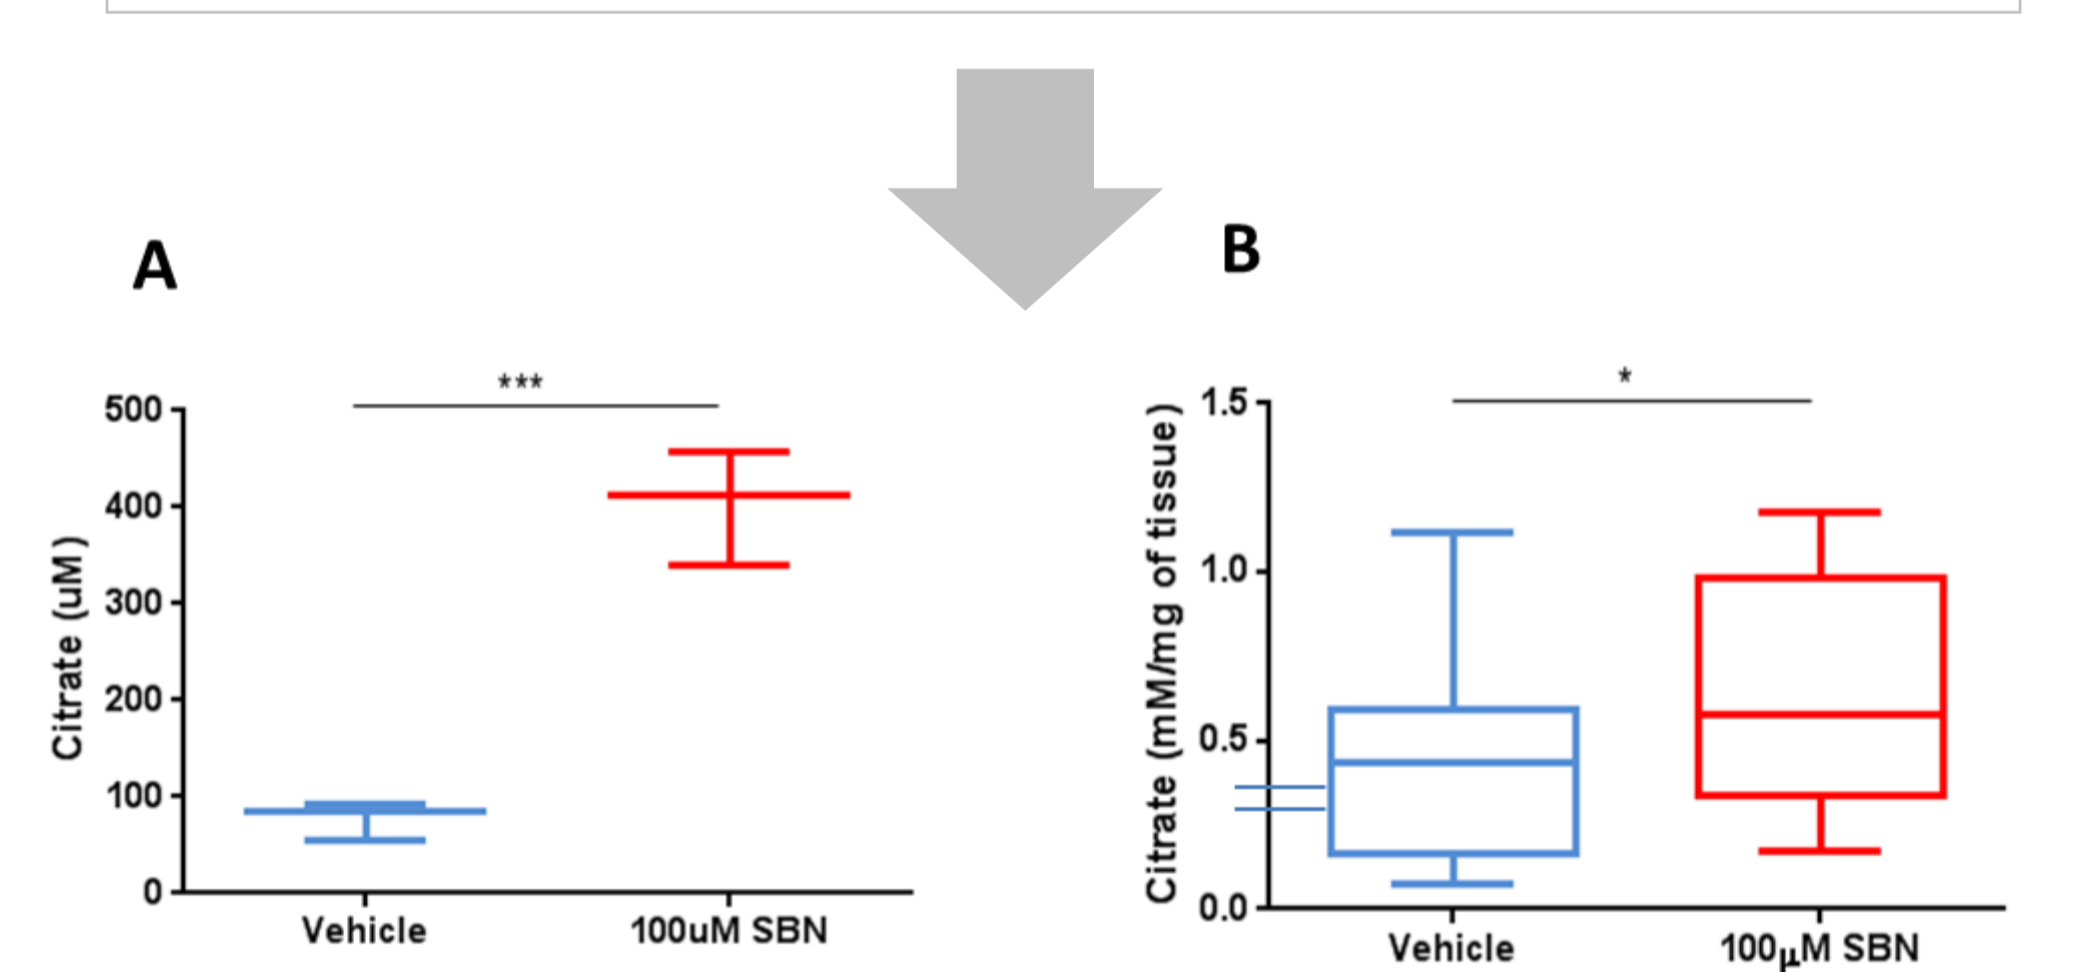 A
***
500
400
300
200
100
0
Citrate (uM)
Vehicle
100uM SBN
B
*
1.5
1.0
0.5
0.0
Citrate (mM/mg of tissue)
Vehicle
100μM SBN